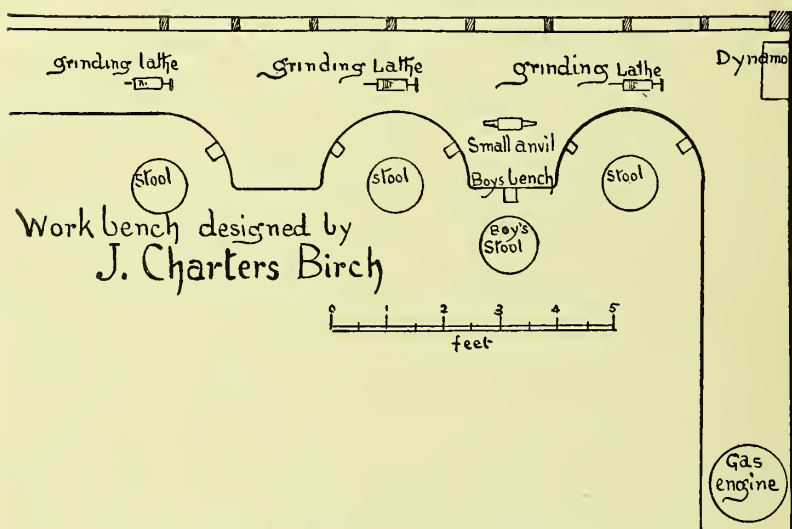 grinding lathe
grinding Lathe
grinding Lathe
Dynamo
Small anvil
Boys bench
Stool
Stool
Stool
Boy's
Stool
Work bench designed by
J. Charters Birch
0 1 2 3 4 5
feet
Gas
engine